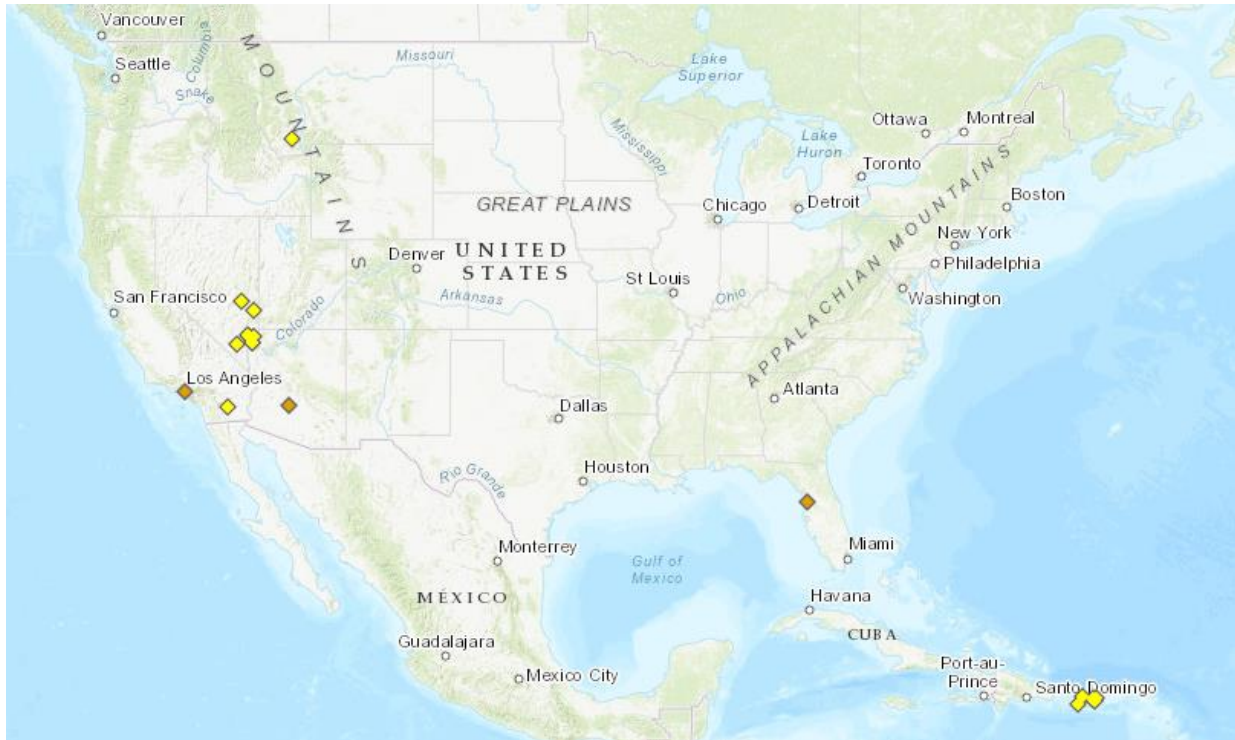 Vancouver
Seattle
Columbia
Snake
MOUNTAINS
Missouri
Lake
Superior
Mississippi
Lake
Huron
Ottawa
Montreal
Toronto
Boston
GREAT PLAINS
Chicago
Detroit
New York
Philadelphia
Washington
Denver
UNITED
STATES
St Louis
Ohio
APPALACHIAN MOUNTAINS
San Francisco
Colorado
Arkansas
Los Angeles
Atlanta
Dallas
Houston
Rio Grande
Monterrey
Gulf of
Mexico
Miami
MÉXICO
Havana
CUBA
Guadalajara
Mexico City
Port-au-
Prince
Santo Domingo